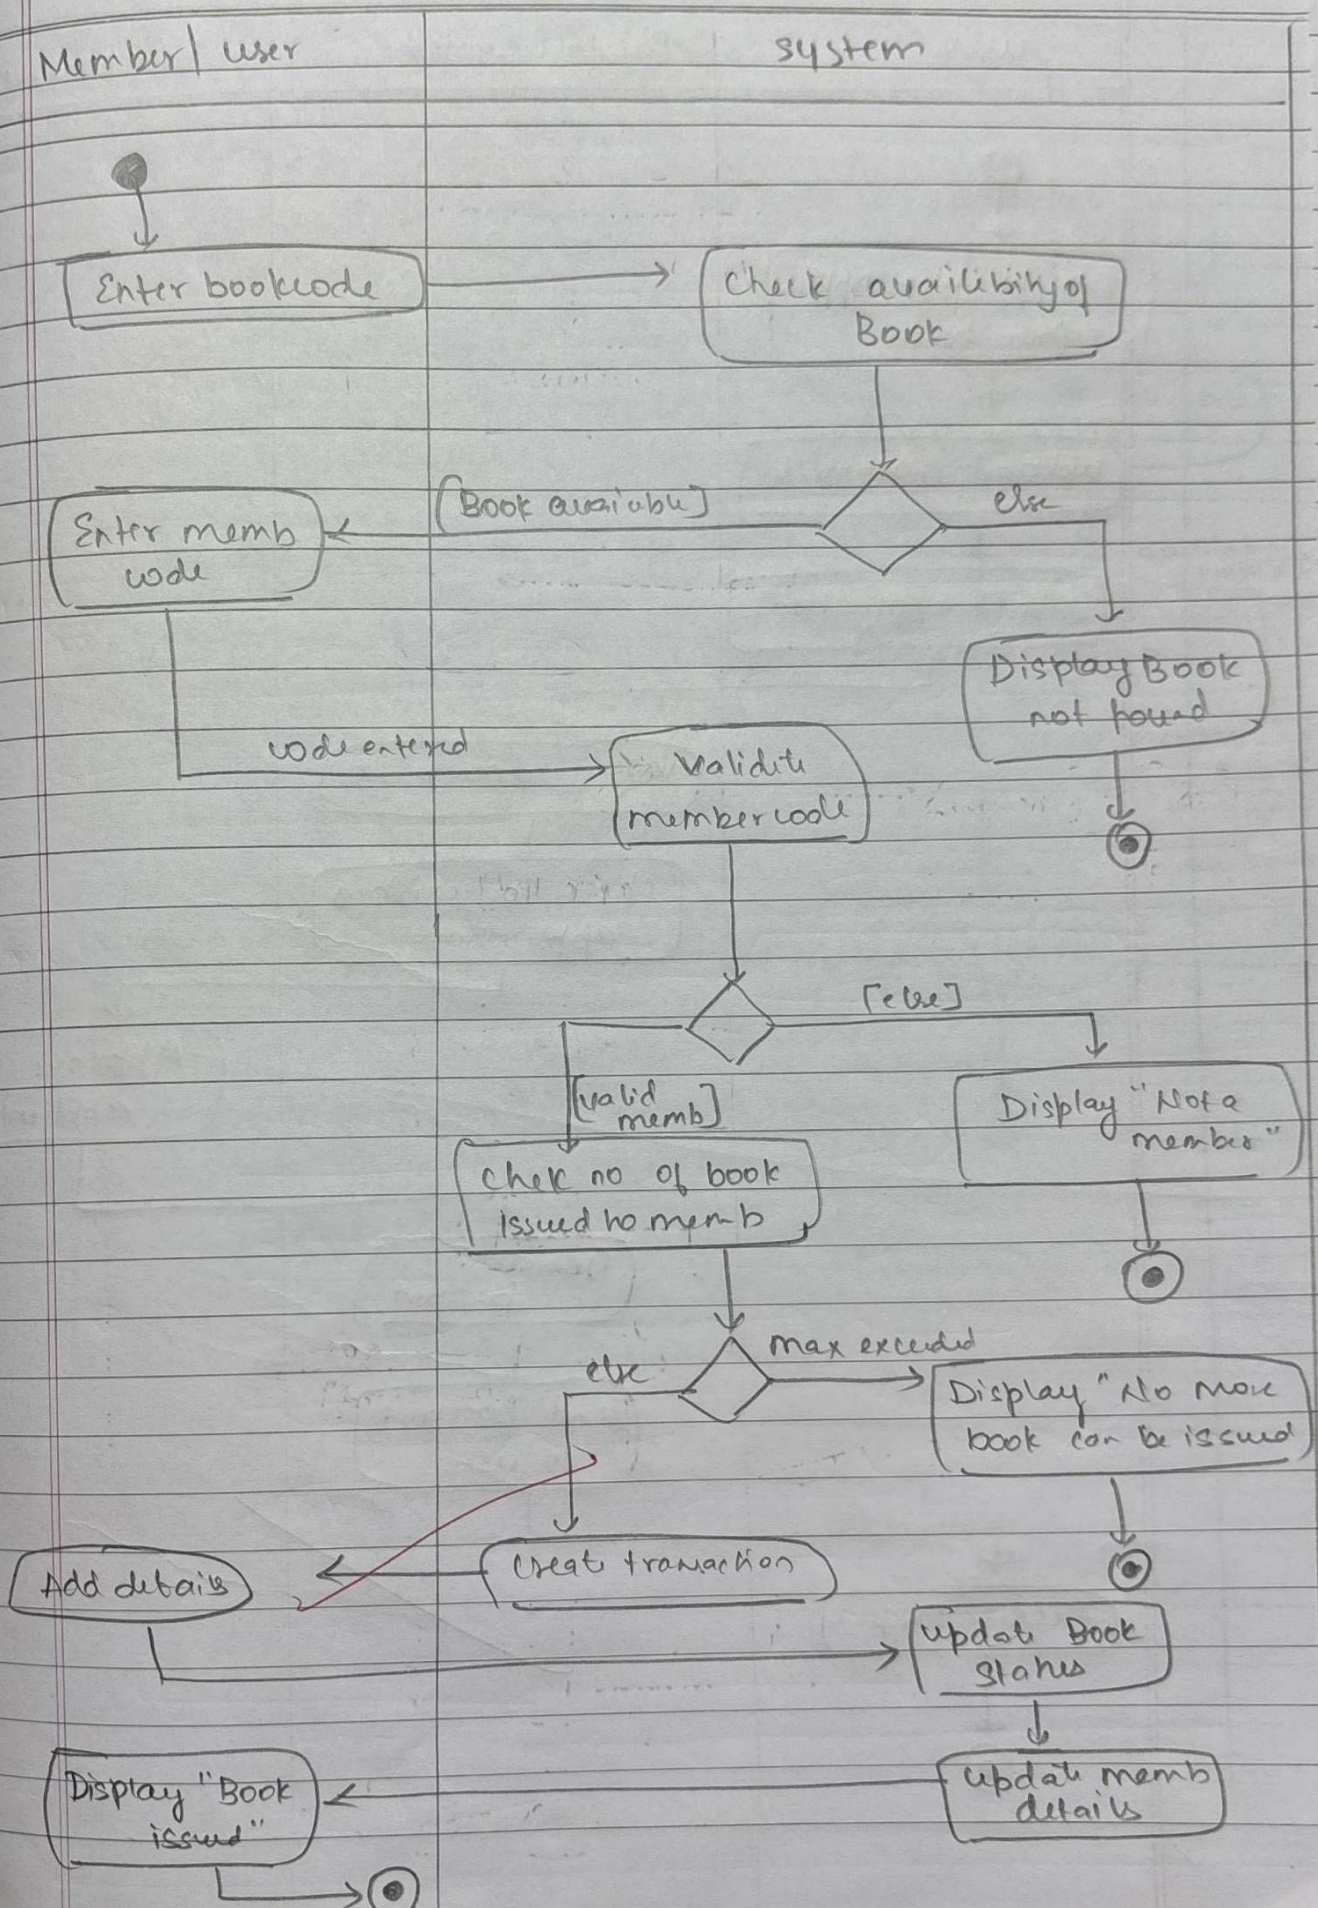 Member/ user
system
Enter bookcode
Check availibity of
Book
[Book avaiable]
else
Enter memb
code
Display Book
not found
code entered
Validate
member code
[else]
[valid
memb]
Display "Not a
member"
Chek no of book
issued to memb
max exceeded
else
Display "No more
book can be issued
Creat transaction
Add details
update Book
status
update memb
details
Display "Book
issued"